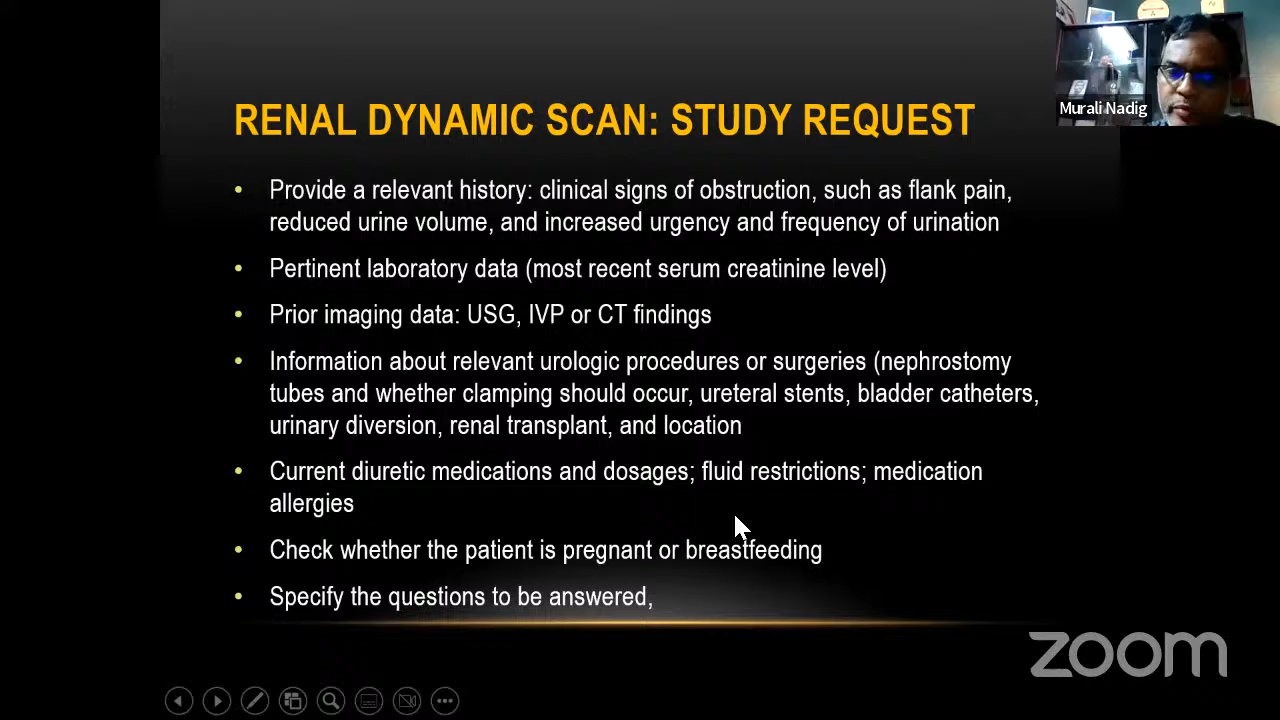 Murali Nadig
RENAL DYNAMIC SCAN: STUDY REQUEST
• Provide a relevant history: clinical signs of obstruction, such as flank pain,
reduced urine volume, and increased urgency and frequency of urination
• Pertinent laboratory data (most recent serum creatinine level)
• Prior imaging data: USG, IVP or CT findings
• Information about relevant urologic procedures or surgeries (nephrostomy
tubes and whether clamping should occur, ureteral stents, bladder catheters,
urinary diversion, renal transplant, and location
• Current diuretic medications and dosages; fluid restrictions; medication
allergies
• Check whether the patient is pregnant or breastfeeding
• Specify the questions to be answered,
zoom